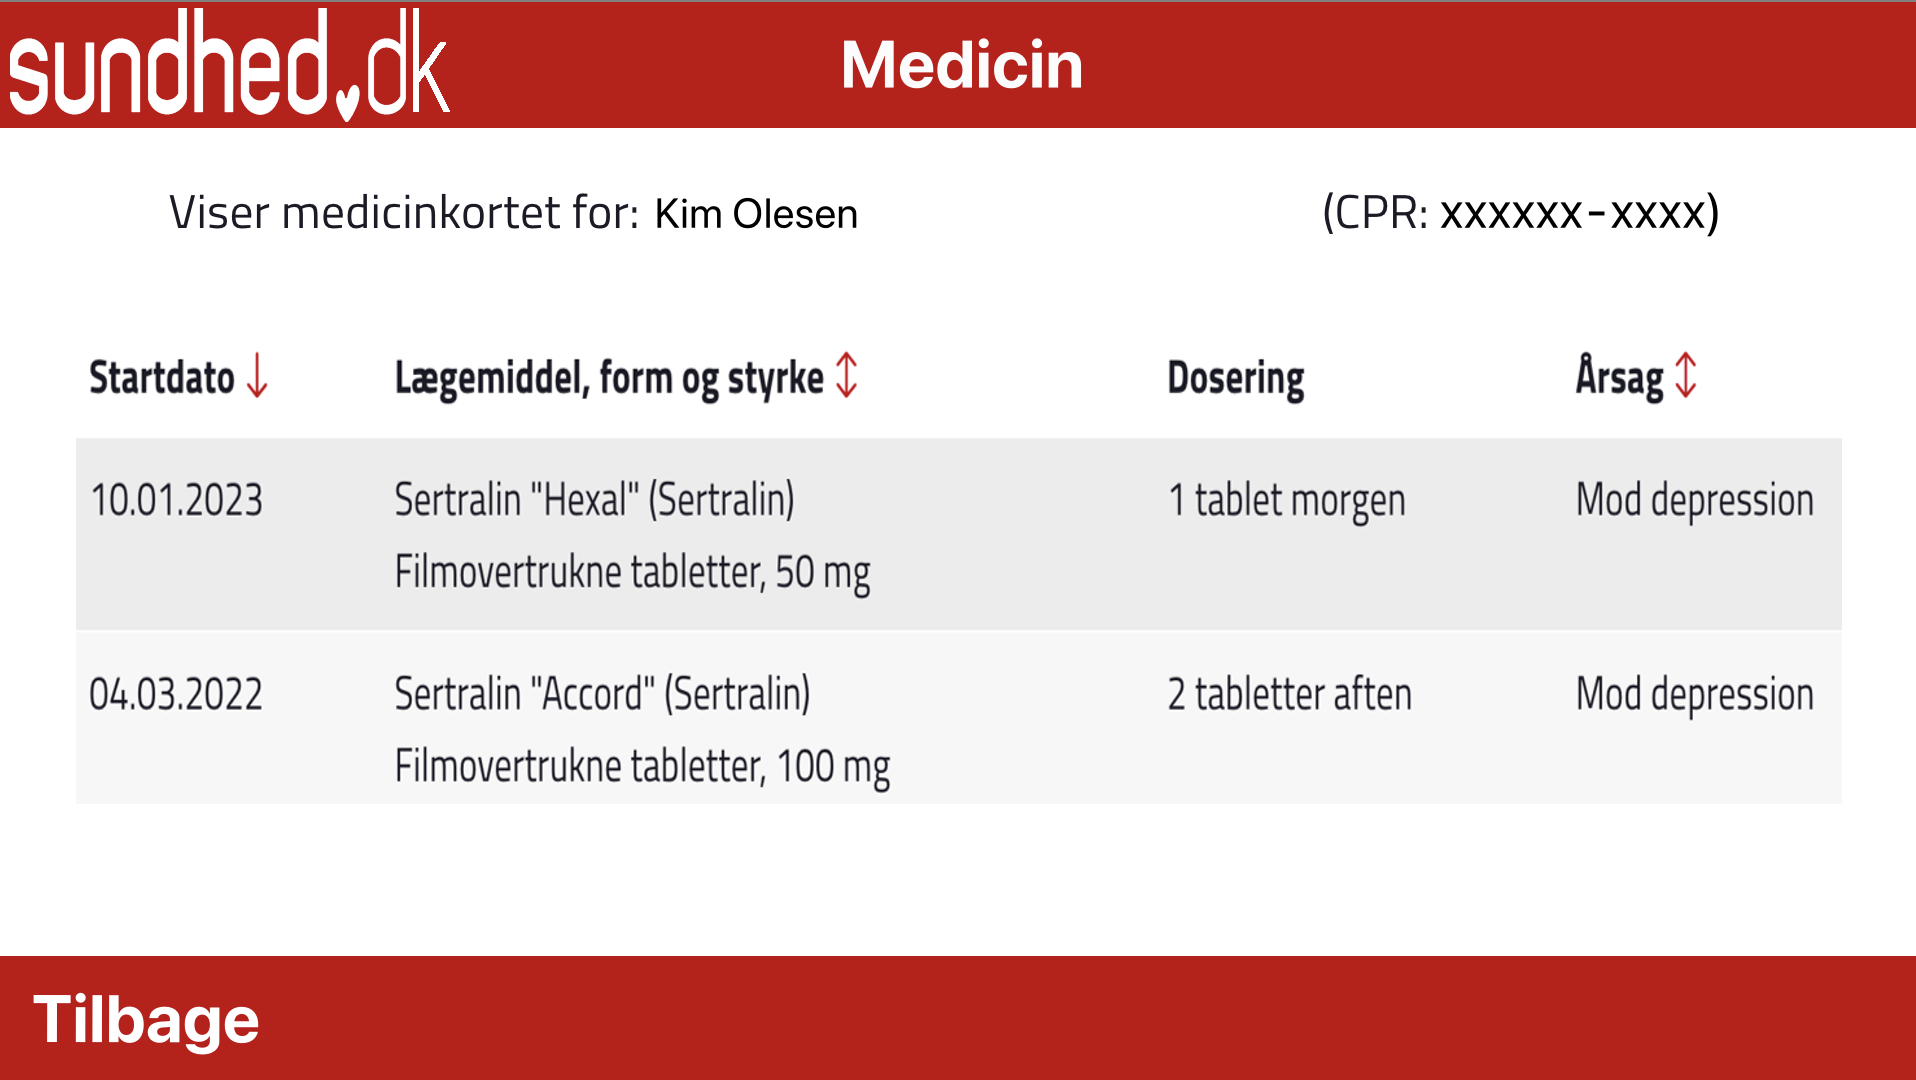 sundhed.dk
Medicin
Viser medicinkortet for: Kim Olesen (CPR: xxxxxx-xxxx)
Startdato ↓ Lægemiddel, form og styrke ↕ Dosering Årsag ↕
10.01.2023 Sertralin "Hexal" (Sertralin) 1 tablet morgen Mod depression
Filmovertrukne tabletter, 50 mg
04.03.2022 Sertralin "Accord" (Sertralin) 2 tabletter aften Mod depression
Filmovertrukne tabletter, 100 mg
Tilbage